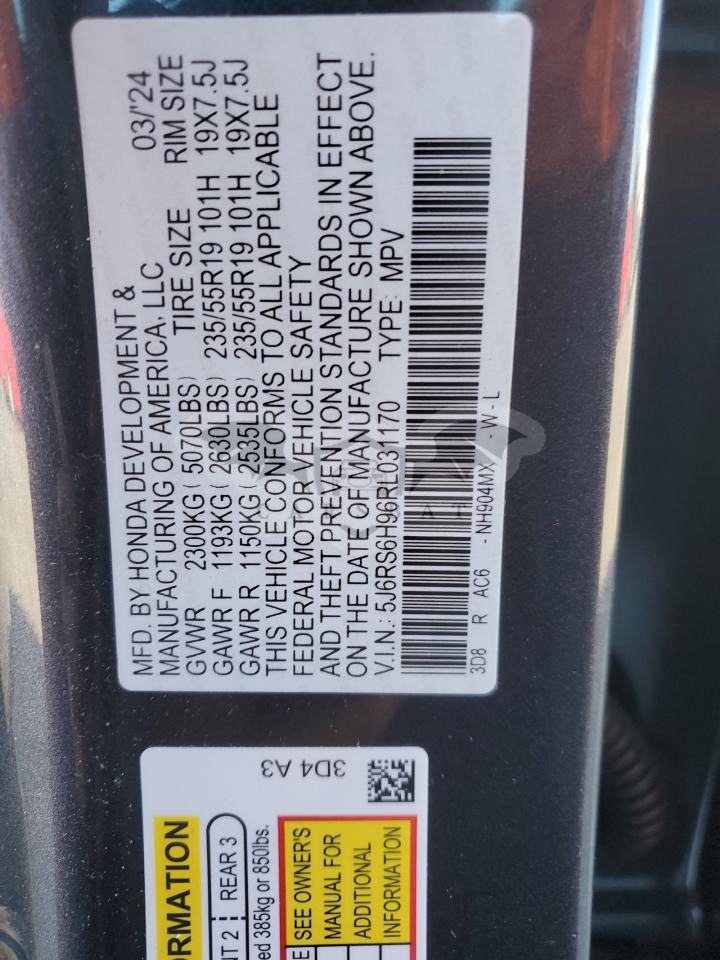 MFD. BY HONDA DEVELOPMENT & 03/'24
MANUFACTURING OF AMERICA, LLC
TIRE SIZE RIM SIZE
GVWR 2300KG ( 5070LBS)
GAWR F 1193KG ( 2630LBS) 235/55R19 101H 19X7.5J
GAWR R 1150KG ( 2535LBS) 235/55R19 101H 19X7.5J
THIS VEHICLE CONFORMS TO ALL APPLICABLE
FEDERAL MOTOR VEHICLE SAFETY
AND THEFT PREVENTION STANDARDS IN EFFECT
ON THE DATE OF MANUFACTURE SHOWN ABOVE.
V.I.N.: 5J6RS6H96RL031170 TYPE: MPV
3D8 R AC6 -NH904MX -W-L
3D4 A3
REAR 3
385kg or 850lbs.
SEE OWNER'S
MANUAL FOR
ADDITIONAL
INFORMATION